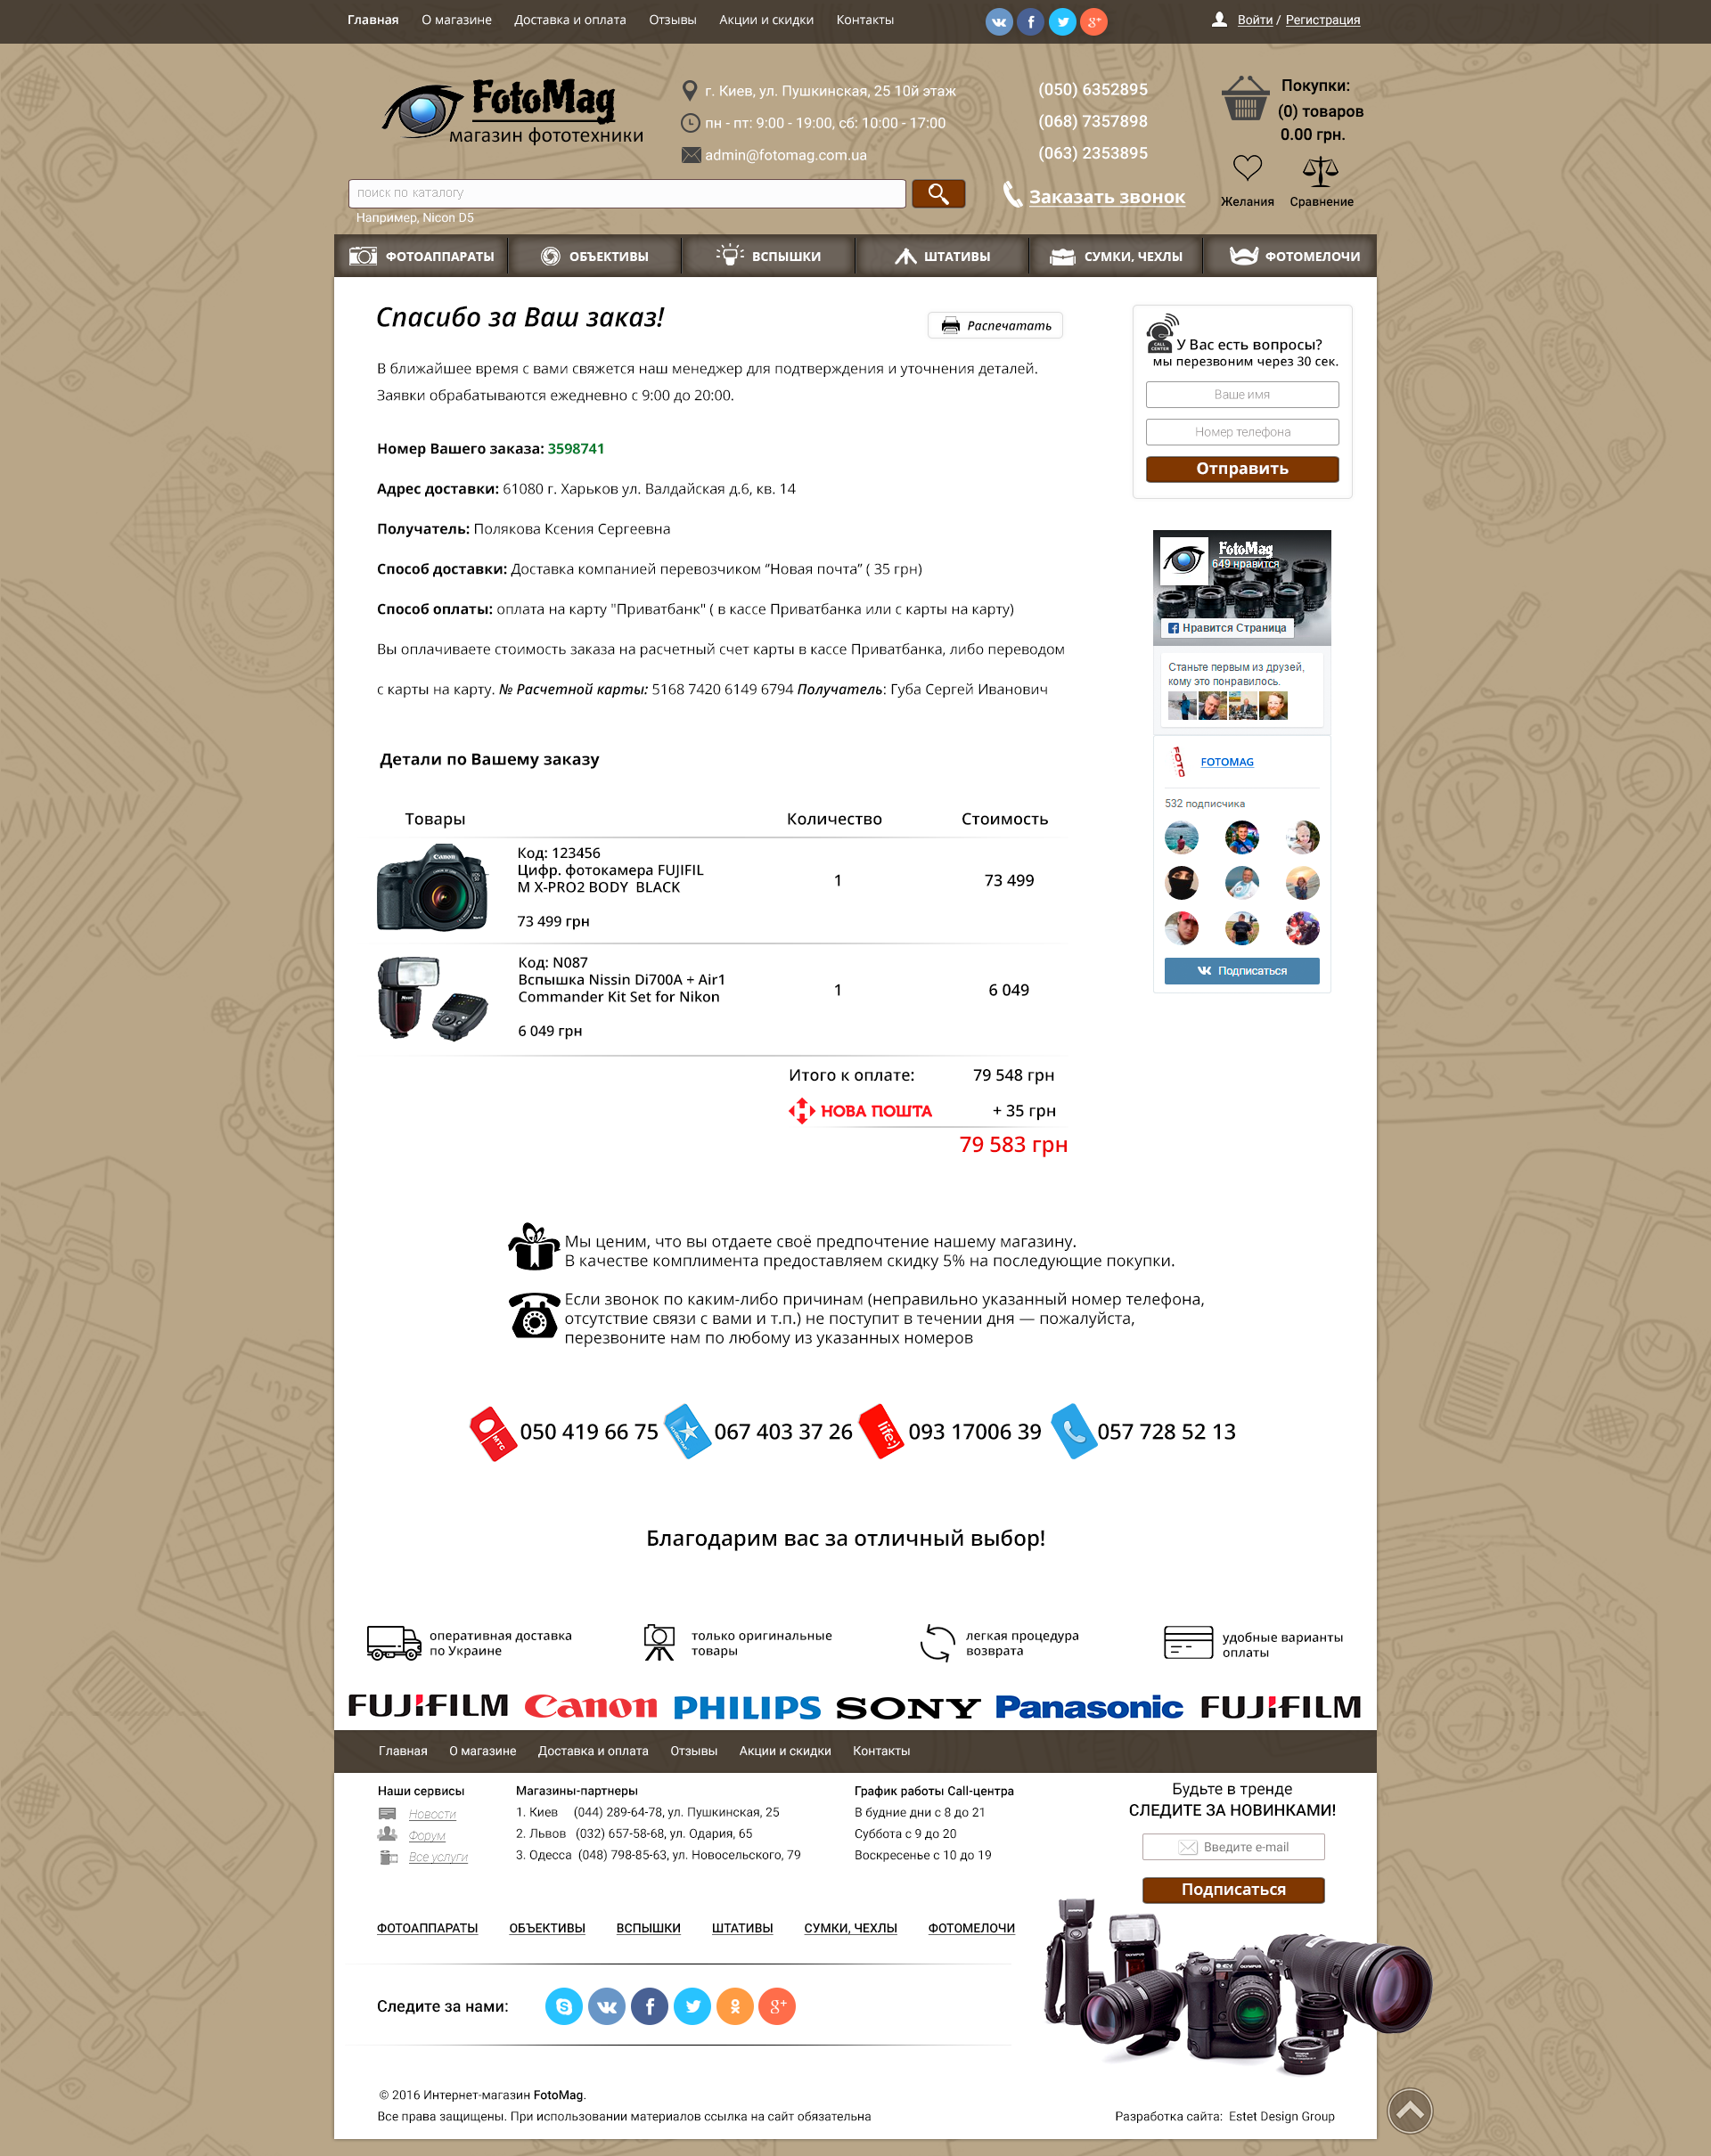 Главная О магазине Доставка и оплата Отзывы Акции и скидки Контакты
Войти / Регистрация
FotoMag
магазин фототехники
г. Киев, ул. Пушкинская, 25 10й этаж
пн - пт: 9:00 - 19:00, сб: 10:00 - 17:00
admin@fotomag.com.ua
(050) 6352895
(068) 7357898
(063) 2353895
Покупки:
(0) товаров
0.00 грн.
Желания Сравнение
поиск по каталогу
Например, Nicon D5
Заказать звонок
ФОТОАППАРАТЫ ОБЪЕКТИВЫ ВСПЫШКИ ШТАТИВЫ СУМКИ, ЧЕХЛЫ ФОТОМЕЛОЧИ
Спасибо за Ваш заказ!
Распечатать
В ближайшее время с вами свяжется наш менеджер для подтверждения и уточнения деталей.
Заявки обрабатываются ежедневно с 9:00 до 20:00.
Номер Вашего заказа: 3598741
Адрес доставки: 61080 г. Харьков ул. Валдайская д.6, кв. 14
Получатель: Полякова Ксения Сергеевна
Способ доставки: Доставка компанией перевозчиком “Новая почта” ( 35 грн)
Способ оплаты: оплата на карту "Приватбанк" ( в кассе Приватбанка или с карты на карту)
Вы оплачиваете стоимость заказа на расчетный счет карты в кассе Приватбанка, либо переводом
с карты на карту. № Расчетной карты: 5168 7420 6149 6794 Получатель: Губа Сергей Иванович
CALL CENTER
У Вас есть вопросы?
мы перезвоним через 30 сек.
Ваше имя
Номер телефона
Отправить
FotoMag
649 нравится
Нравится Страница
Станьте первым из друзей,
кому это понравилось.
FOTO
FOTOMAG
532 подписчика
Подписаться
Детали по Вашему заказу
Товары Количество Стоимость
Canon
Код: 123456
Цифр. фотокамера FUJIFIL
M X-PRO2 BODY BLACK
73 499 грн
1
73 499
Код: N087
Вспышка Nissin Di700A + Air1
Commander Kit Set for Nikon
6 049 грн
1
6 049
Итого к оплате: 79 548 грн
НОВА ПОШТА + 35 грн
79 583 грн
Мы ценим, что вы отдаете своё предпочтение нашему магазину.
В качестве комплимента предоставляем скидку 5% на последующие покупки.
Если звонок по каким-либо причинам (неправильно указанный номер телефона,
отсутствие связи с вами и т.п.) не поступит в течении дня — пожалуйста,
перезвоните нам по любому из указанных номеров
МТС 050 419 66 75 067 403 37 26 life:) 093 17006 39 057 728 52 13
Благодарим вас за отличный выбор!
оперативная доставка
по Украине
только оригинальные
товары
легкая процедура
возврата
удобные варианты
оплаты
FUJIFILM Canon PHILIPS SONY Panasonic FUJIFILM
Главная О магазине Доставка и оплата Отзывы Акции и скидки Контакты
Наши сервисы
Новости
Форум
Все услуги
Магазины-партнеры
1. Киев (044) 289-64-78, ул. Пушкинская, 25
2. Львов (032) 657-58-68, ул. Одария, 65
3. Одесса (048) 798-85-63, ул. Новосельского, 79
График работы Call-центра
В будние дни с 8 до 21
Суббота с 9 до 20
Воскресенье с 10 до 19
Будьте в тренде
СЛЕДИТЕ ЗА НОВИНКАМИ!
Введите e-mail
Подписаться
ФОТОАППАРАТЫ ОБЪЕКТИВЫ ВСПЫШКИ ШТАТИВЫ СУМКИ, ЧЕХЛЫ ФОТОМЕЛОЧИ
OLYMPUS
Следите за нами:
© 2016 Интернет-магазин FotoMag.
Все права защищены. При использовании материалов ссылка на сайт обязательна
Разработка сайта: Estet Design Group